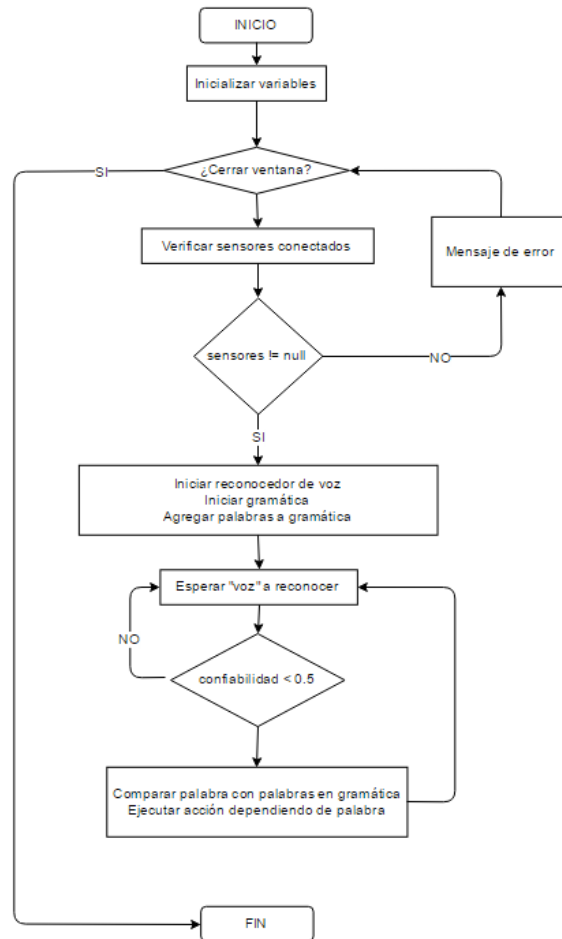 INICIO
Inicializar variables
¿Cerrar ventana?
SI
Verificar sensores conectados
Mensaje de error
sensores != null
NO
SI
Iniciar reconocedor de voz
Iniciar gramática
Agregar palabras a gramática
Esperar "voz" a reconocer
NO
confiabilidad < 0.5
Comparar palabra con palabras en gramática
Ejecutar acción dependiendo de palabra
FIN